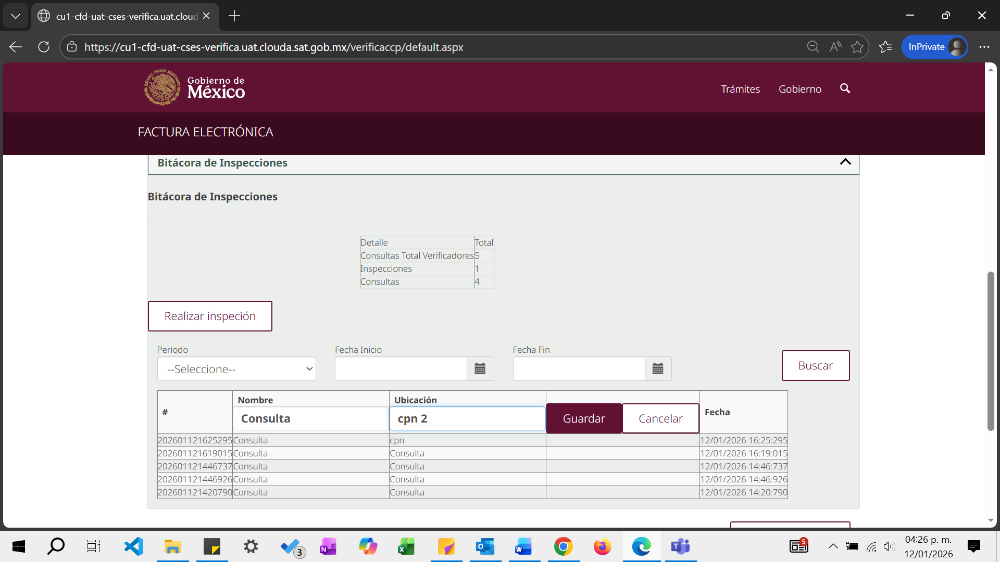 cu1-cfd-uat-cses-verifica.uat.cloud
https://cu1-cfd-uat-cses-verifica.uat.clouda.sat.gob.mx/verificaccp/default.aspx
InPrivate
Gobierno de
México
Trámites Gobierno
FACTURA ELECTRÓNICA
Bitácora de Inspecciones
Bitácora de Inspecciones
Detalle Total
Consultas Total Verificadores 5
Inspecciones 1
Consultas 4
Realizar inspeción
Periodo Fecha Inicio Fecha Fin
--Seleccione-- Buscar
# Nombre Ubicación Fecha
Consulta cpn 2 Guardar Cancelar
202601121625295 Consulta cpn 12/01/2026 16:25:295
202601121619015 Consulta Consulta 12/01/2026 16:19:015
202601121446737 Consulta Consulta 12/01/2026 14:46:737
202601121446926 Consulta Consulta 12/01/2026 14:46:926
202601121420790 Consulta Consulta 12/01/2026 14:20:790
3
5
04:26 p. m.
12/01/2026